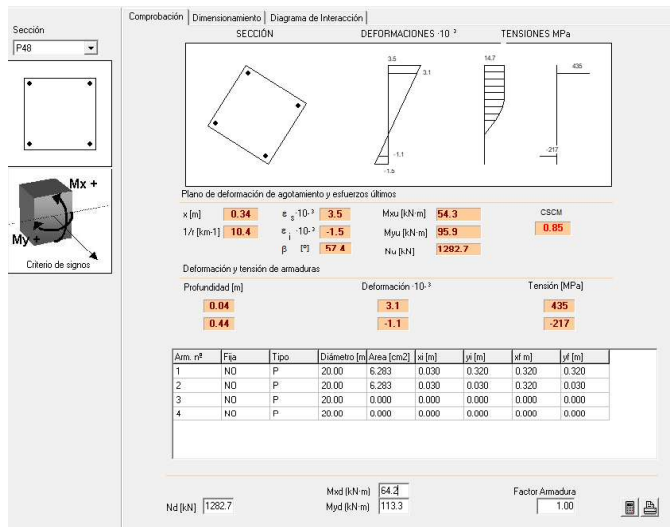 Comprobación Dimensionamiento Diagrama de Interacción
Sección
P48
SECCIÓN DEFORMACIONES ·10 ³ TENSIONES MPa
3.5
3.1
-1.1
-1.5
14.7
435
-217
Mx +
My +
Criterio de signos
Plano de deformación de agotamiento y esfuerzos últimos
x [m] 0.34 ε s ·10-³ 3.5 Mxu [kN·m] 54.3 CSCM
1/r [km-1] 10.4 ε i ·10-³ -1.5 Myu [kN·m] 95.9 0.85
β [º] 57.4 Nu [kN] 1282.7
Deformación y tensión de armaduras
Profundidad [m] Deformación ·10-³ Tensión [MPa]
0.04 3.1 435
0.44 -1.1 -217
Arm. nº Fija Tipo Diámetro [m Area [cm2] xi [m] yi [m] xf m] yf [m]
1 NO P 20.00 6.283 0.030 0.320 0.320 0.320
2 NO P 20.00 6.283 0.030 0.030 0.320 0.030
3 NO P 20.00 0.000 0.000 0.000 0.000 0.000
4 NO P 20.00 0.000 0.000 0.000 0.000 0.000
Nd [kN] 1282.7
Mxd (kN·m) 64.2
Myd (kN·m) 113.3
Factor Armadura
1.00